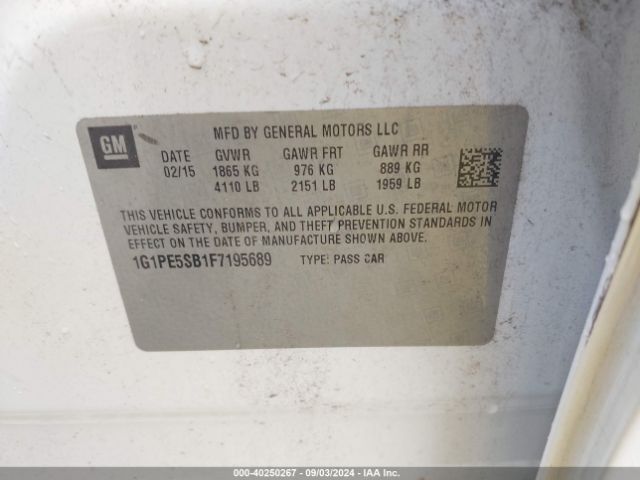 GM
MFD BY GENERAL MOTORS LLC
DATE GVWR GAWR FRT GAWR RR
02/15 1865 KG 976 KG 889 KG
4110 LB 2151 LB 1959 LB
THIS VEHICLE CONFORMS TO ALL APPLICABLE U.S. FEDERAL MOTOR
VEHICLE SAFETY, BUMPER, AND THEFT PREVENTION STANDARDS IN
EFFECT ON THE DATE OF MANUFACTURE SHOWN ABOVE.
1G1PE5SB1F7195689 TYPE: PASS CAR
000-40250267 - 09/03/2024 - IAA Inc.